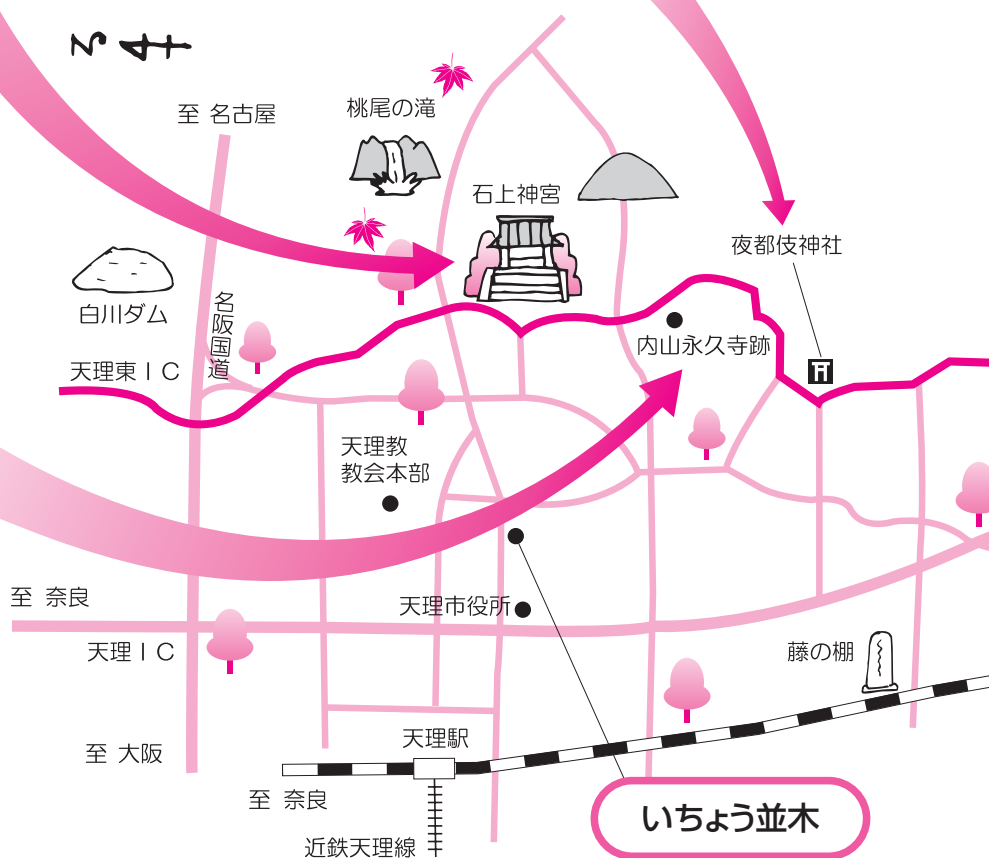 至 名古屋
桃尾の滝
石上神宮
夜都伎神社
白川ダム
名阪国道
天理東IC
内山永久寺跡
天理教
教会本部
至 奈良
天理市役所
天理IC
藤の棚
至 大阪
天理駅
至 奈良
いちょう並木
近鉄天理線